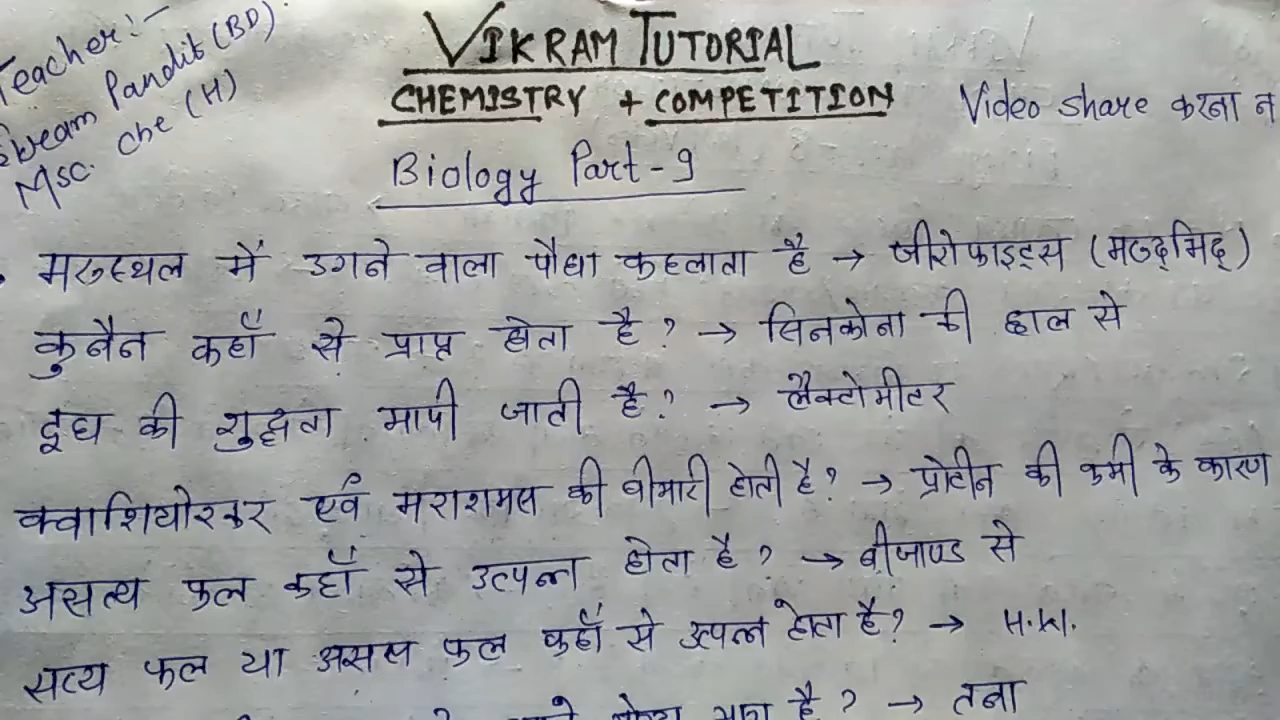 Teacher:-
Pandit (BD).
Msc. che (H)
VIKRAM TUTORIAL
CHEMISTRY + COMPETITION
Video share करना न
Biology Part-9
मरुस्थल में उगने वाला पौधा कहलाता है → जीरोफाइट्स (मरुद्भिद्)
कुनैन कहाँ से प्राप्त होता है? → सिनकोना की छाल से
दूध की शुद्धता मापी जाती है? → लैक्टोमीटर
क्वाशियोरकर एवं मराशमस की बीमारी होती है? → प्रोटीन की कमी के कारण
असत्य फल कहाँ से उत्पन्न होता है? → बीजाण्ड से
सत्य फल या असल फल कहाँ से उत्पन्न होता है? → H.W.
है? → तना